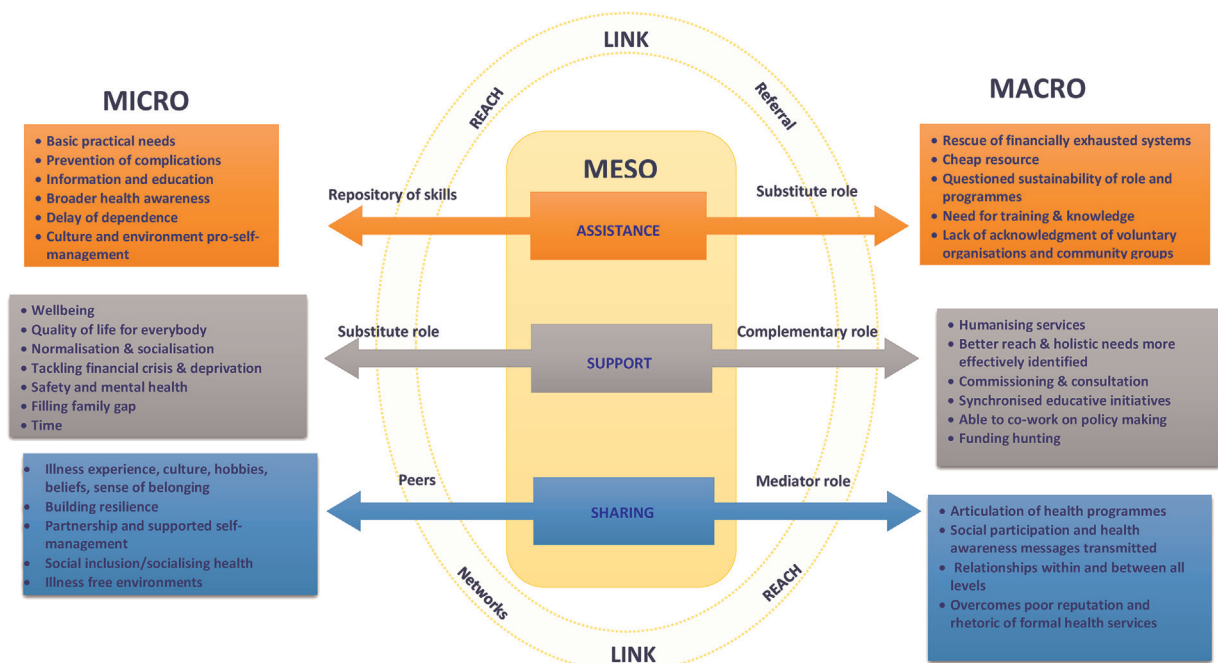 LINK
REACH
Referral
MICRO
• Basic practical needs
• Prevention of complications
• Information and education
• Broader health awareness
• Delay of dependence
• Culture and environment pro-self-
management
• Wellbeing
• Quality of life for everybody
• Normalisation & socialisation
• Tackling financial crisis & deprivation
• Safety and mental health
• Filling family gap
• Time
• Illness experience, culture, hobbies,
beliefs, sense of belonging
• Building resilience
• Partnership and supported self-
management
• Social inclusion/socialising health
• Illness free environments
Repository of skills
Substitute role
Peers
MESO
ASSISTANCE
SUPPORT
SHARING
Substitute role
Complementary role
Mediator role
MACRO
• Rescue of financially exhausted systems
• Cheap resource
• Questioned sustainability of role and
programmes
• Need for training & knowledge
• Lack of acknowledgment of voluntary
organisations and community groups
• Humanising services
• Better reach & holistic needs more
effectively identified
• Commissioning & consultation
• Synchronised educative initiatives
• Able to co-work on policy making
• Funding hunting
• Articulation of health programmes
• Social participation and health
awareness messages transmitted
• Relationships within and between all
levels
• Overcomes poor reputation and
rhetoric of formal health services
Networks
REACH
LINK